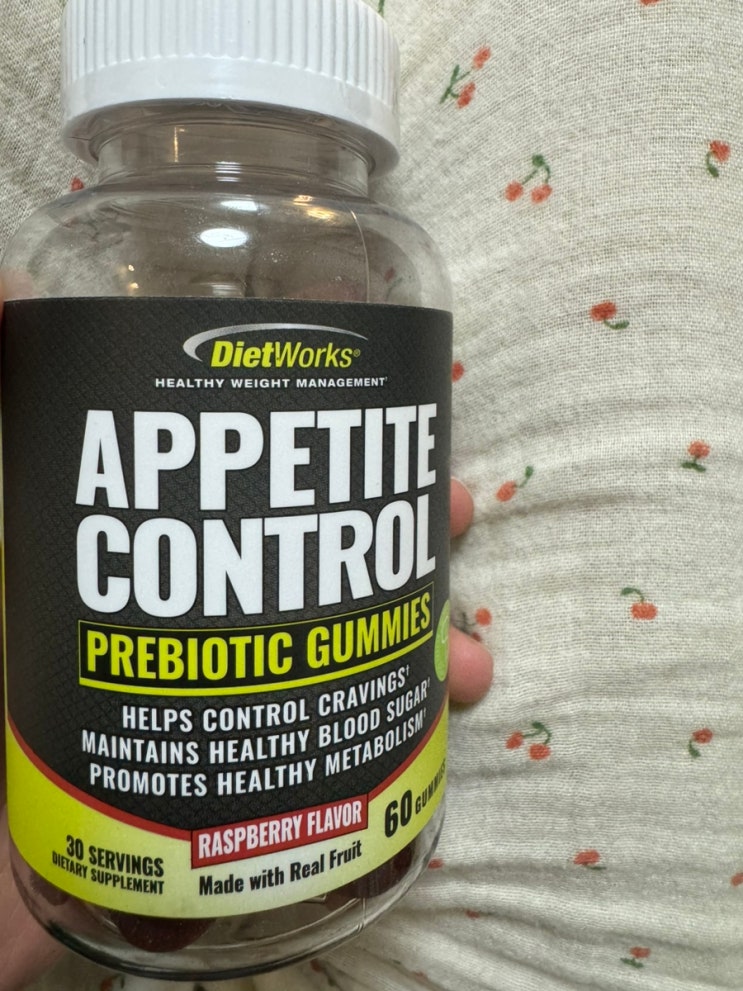 DietWorks®
HEALTHY WEIGHT MANAGEMENT†
APPETITE
CONTROL
PREBIOTIC GUMMIES
HELPS CONTROL CRAVINGS†
MAINTAINS HEALTHY BLOOD SUGAR†
PROMOTES HEALTHY METABOLISM†
RASPBERRY FLAVOR
60 GUMMIES
30 SERVINGS
DIETARY SUPPLEMENT
Made with Real Fruit